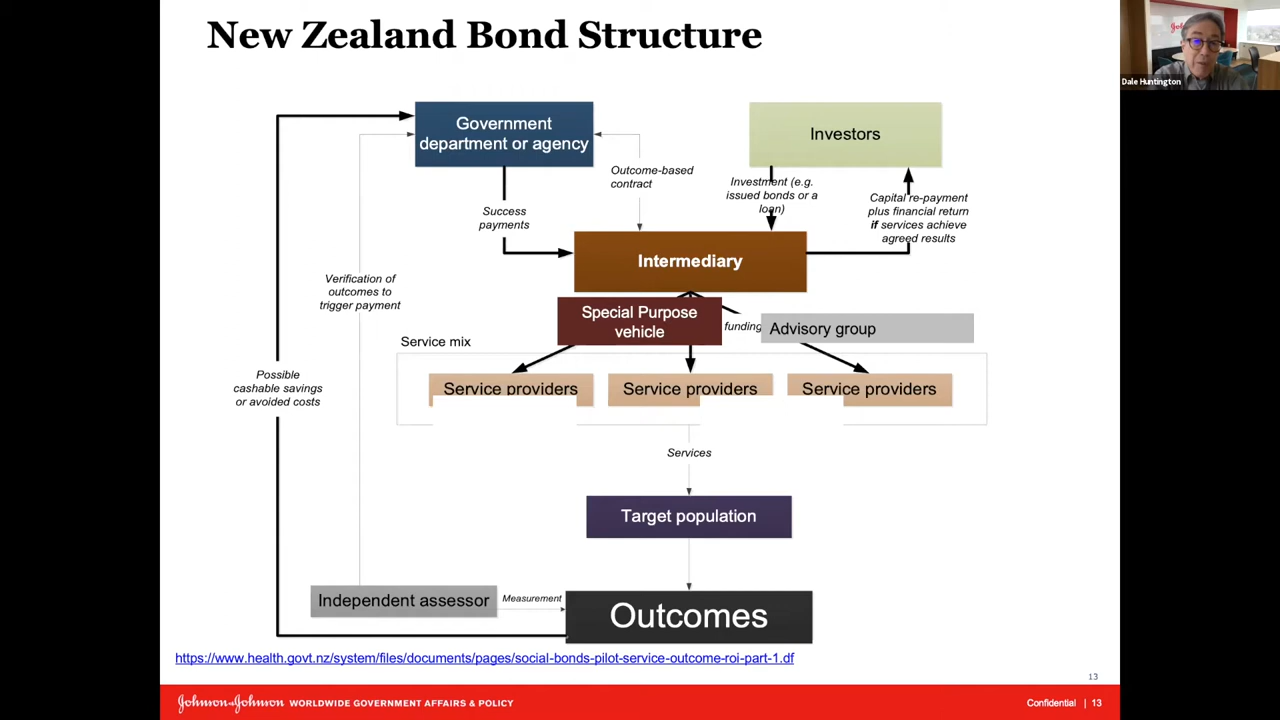 New Zealand Bond Structure
Dale Huntington
Government
department or agency
Investors
Outcome-based
contract
Investment (e.g.
issued bonds or a
loan)
Capital re-payment
plus financial return
if services achieve
agreed results
Success
payments
Intermediary
Verification of
outcomes to
trigger payment
Special Purpose
vehicle
funding
Advisory group
Service mix
Possible
cashable savings
or avoided costs
Service providers
Service providers
Service providers
Services
Target population
Independent assessor
Measurement
Outcomes
https://www.health.govt.nz/system/files/documents/pages/social-bonds-pilot-service-outcome-roi-part-1.df
13
Johnson & Johnson WORLDWIDE GOVERNMENT AFFAIRS & POLICY
Confidential | 13